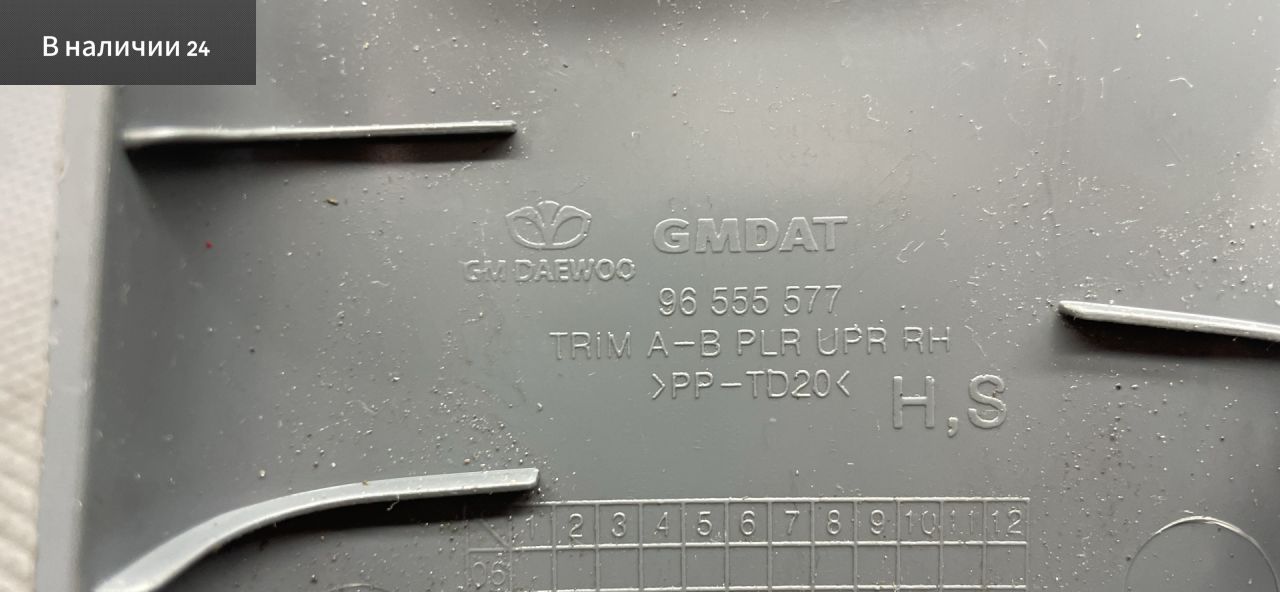 В наличии 24
GMDAT
GM DAEWOO
96 555 577
TRIM A-B PLR UPR RH
>PP-TD20<
H,S
1 2 3 4 5 6 7 8 9 10 11 12
06